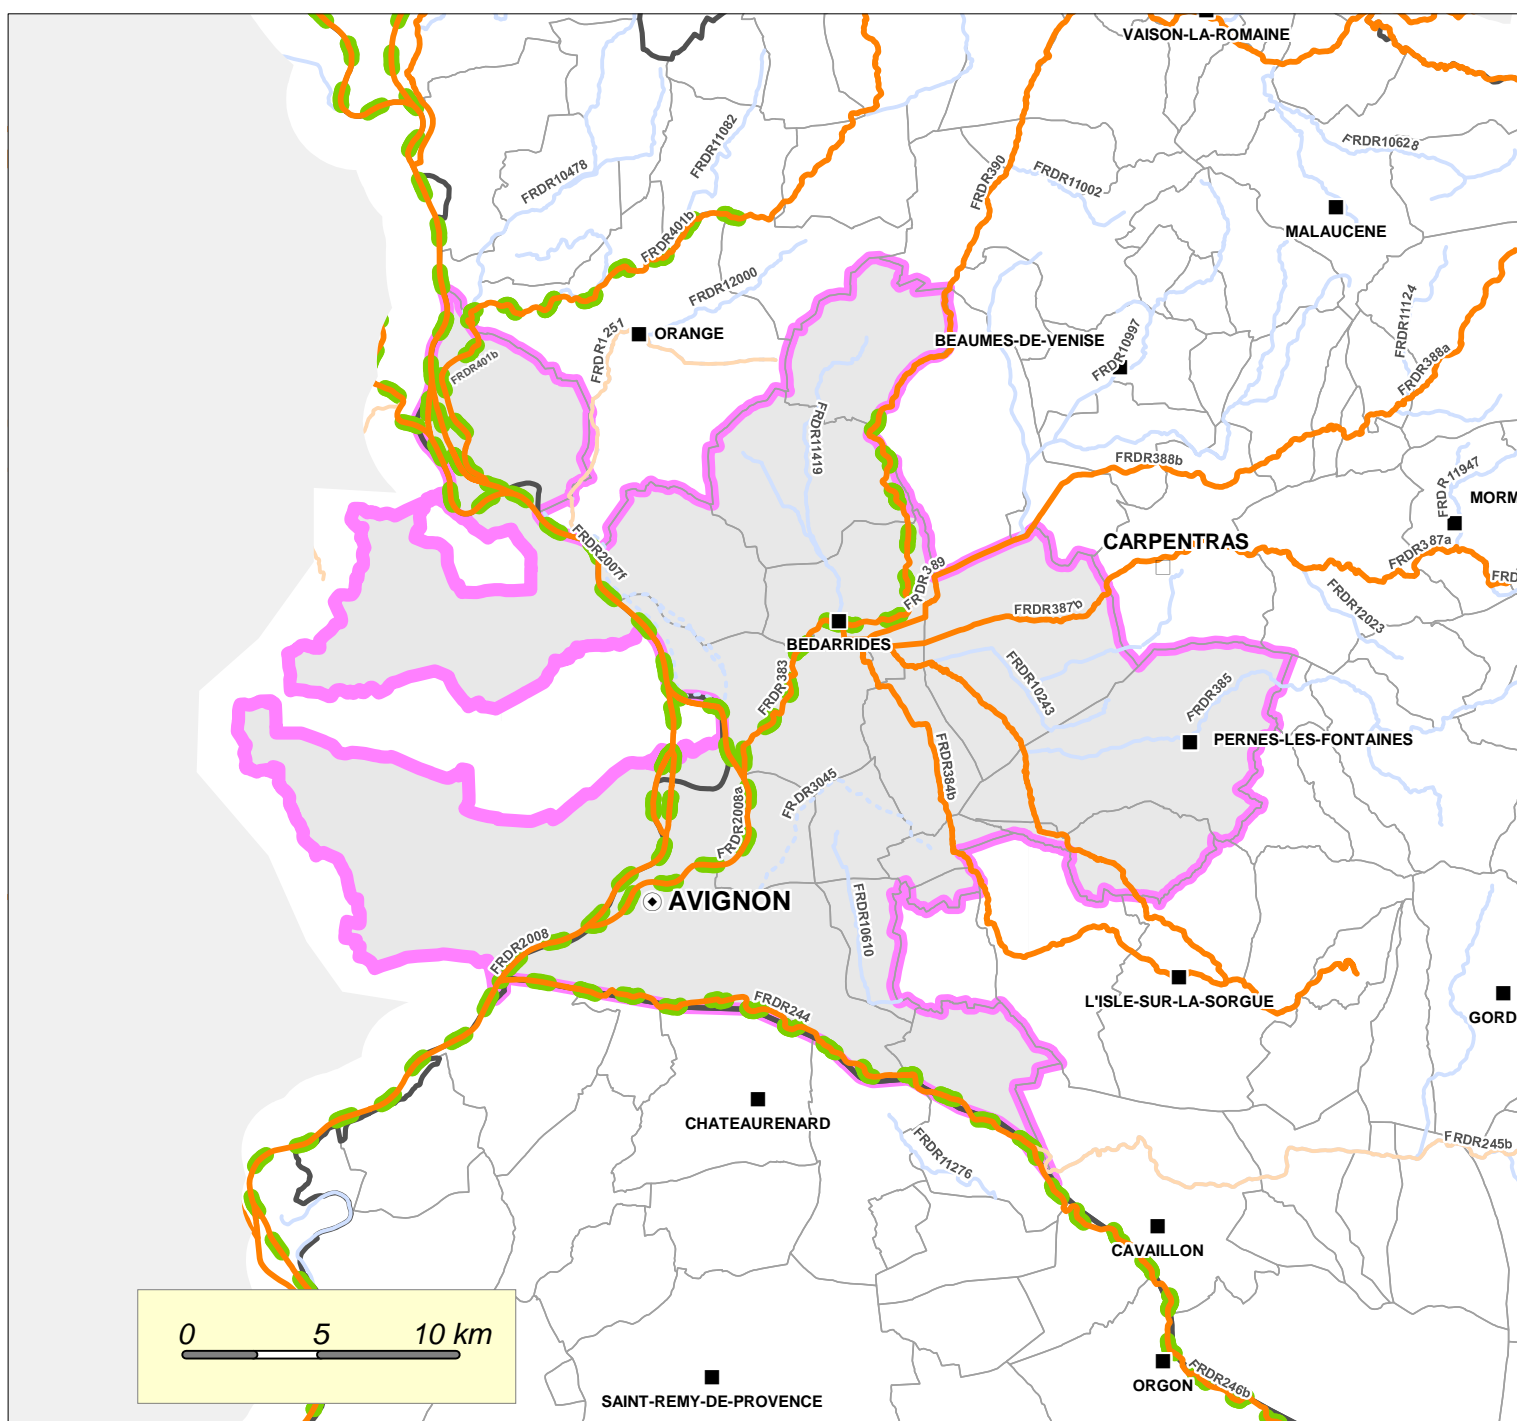 VAISON-LA-ROMAINE
FRDR11082
FRDR10628
FRDR10478
FRDR390
FRDR11002
MALAUCENE
FRDR401b
FRDR12000
FRDR11124
FRDR1251
ORANGE
BEAUMES-DE-VENISE
FRDR10997
FRDR401b
FRDR388a
FRDR11419
FRDR388b
FRDR11947
MORM
FRDR2007f
CARPENTRAS
FRDR387a
FRD
FRDR389
FRDR387b
FRDR12023
BEDARRIDES
FRDR383
FRDR10243
FRDR385
PERNES-LES-FONTAINES
FRDR384b
FRDR3045
FRDR2008a
AVIGNON
FRDR10610
FRDR2008
L'ISLE-SUR-LA-SORGUE
FRDR244
GORD
CHATEAURENARD
FRDR11276
FRDR245b
CAVAILLON
0 5 10 km
ORGON
FRDR246b
SAINT-REMY-DE-PROVENCE